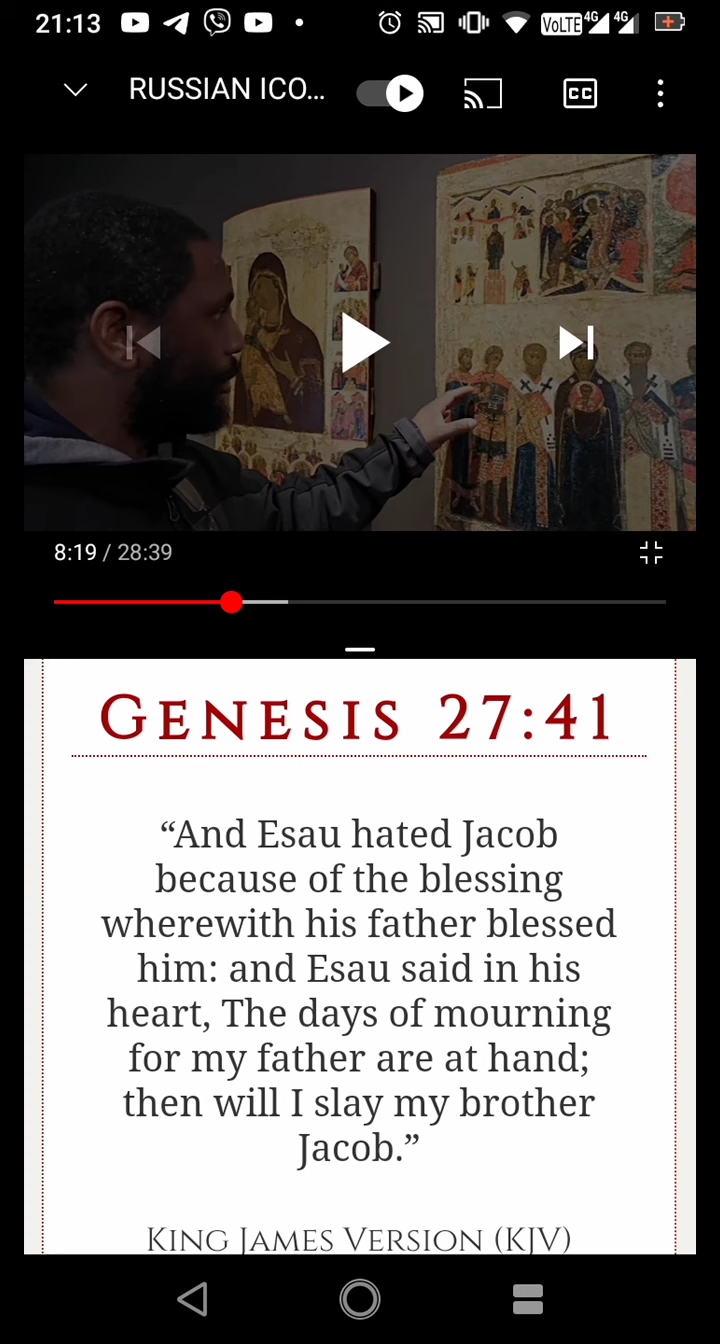 21:13
VoLTE 4G 4G
RUSSIAN ICO...
CC
8:19 / 28:39
GENESIS 27:41
“And Esau hated Jacob
because of the blessing
wherewith his father blessed
him: and Esau said in his
heart, The days of mourning
for my father are at hand;
then will I slay my brother
Jacob.”
KING JAMES VERSION (KJV)